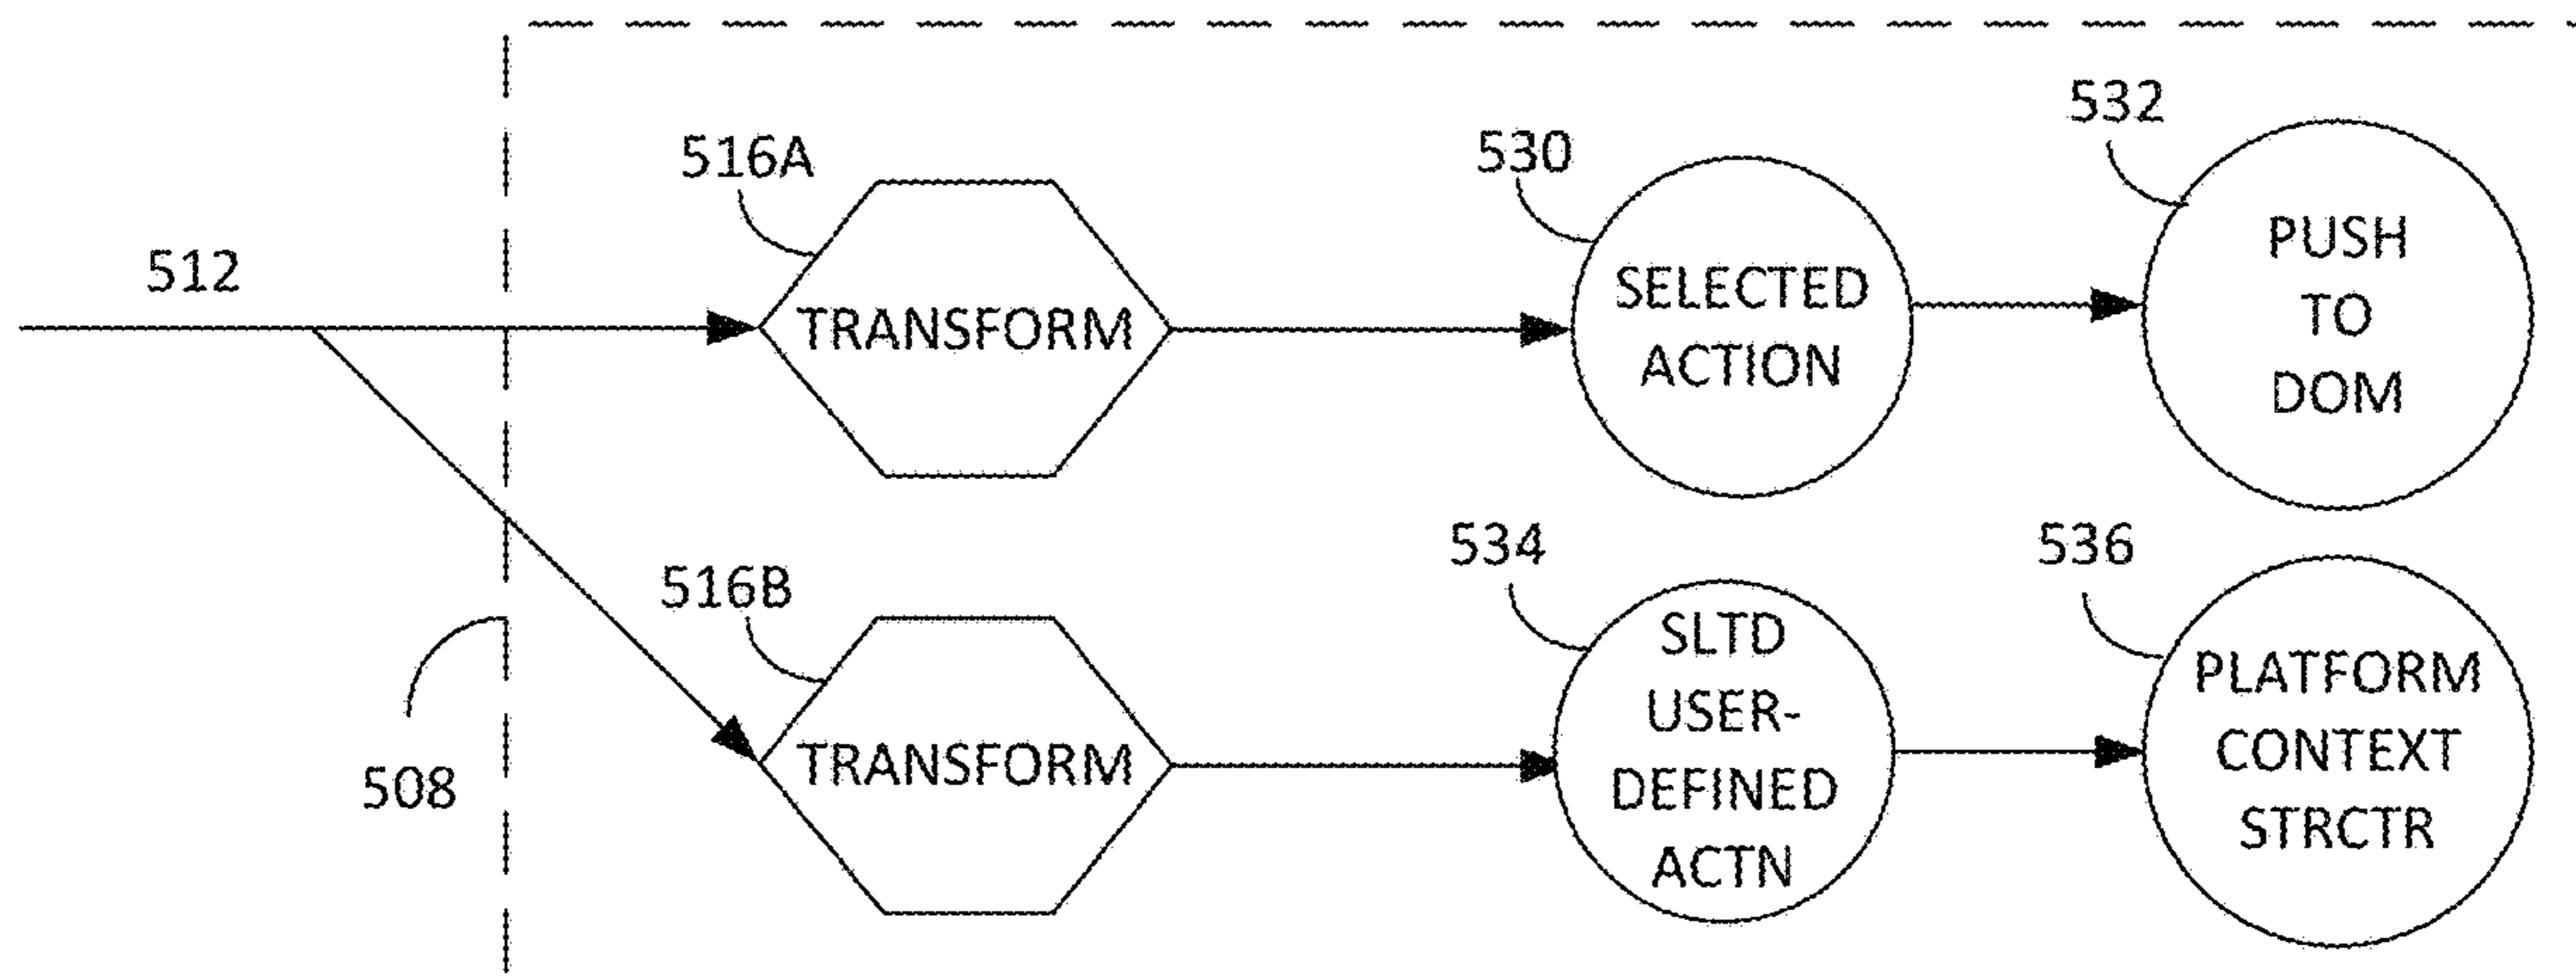 532
516A
530
512
TRANSFORM
SELECTED
ACTION
PUSH
TO
DOM
516B
534
536
508
TRANSFORM
SLTD
USER-
DEFINED
ACTN
PLATFORM
CONTEXT
STRCTR